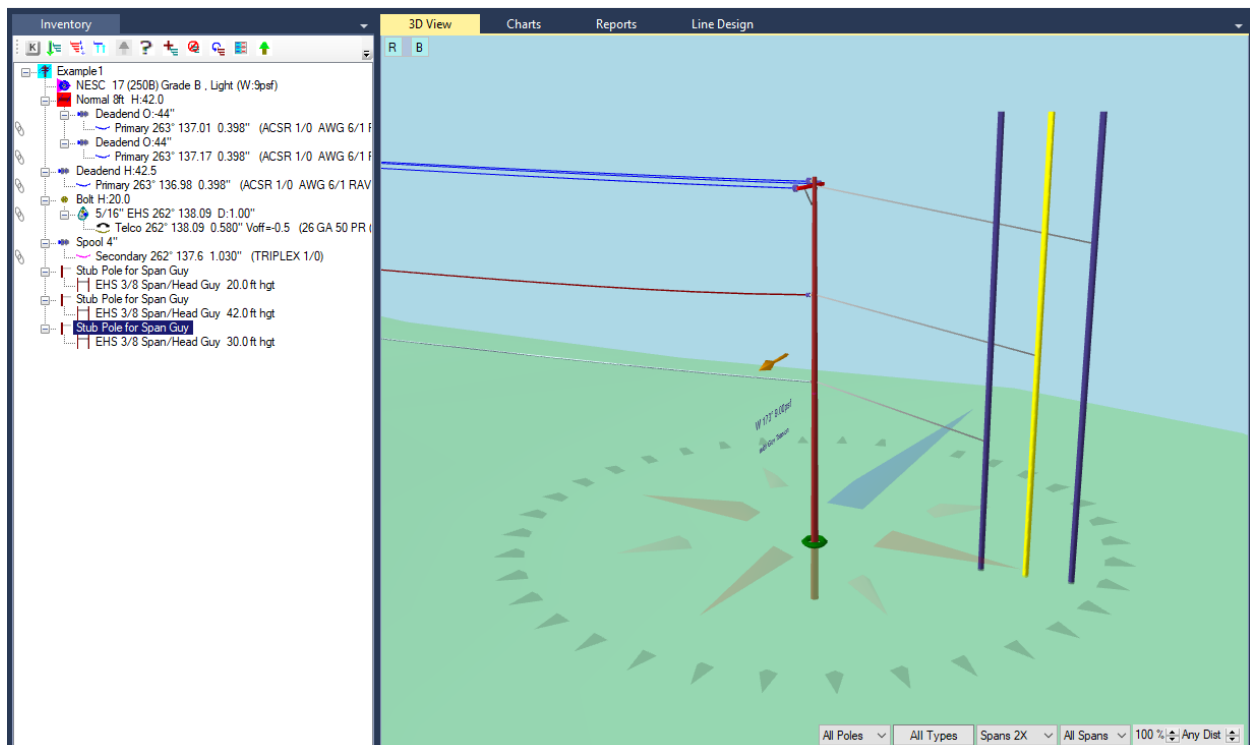 Inventory
3D View Charts Reports Line Design
K
R B
Example1
NESC 17 (250B) Grade B , Light (W:9psf)
Normal 8ft H:42.0
Deadend O:-44"
Primary 263° 137.01 0.398" (ACSR 1/0 AWG 6/1 F
Deadend O:44"
Primary 263° 137.17 0.398" (ACSR 1/0 AWG 6/1 F
Deadend H:42.5
Primary 263° 136.98 0.398" (ACSR 1/0 AWG 6/1 RAV
Bolt H:20.0
5/16" EHS 262° 138.09 D:1.00"
Telco 262° 138.09 0.580" Voff=-0.5 (26 GA 50 PR (
Spool 4"
Secondary 262° 137.6 1.030" (TRIPLEX 1/0)
Stub Pole for Span Guy
EHS 3/8 Span/Head Guy 20.0 ft hgt
Stub Pole for Span Guy
EHS 3/8 Span/Head Guy 42.0 ft hgt
Stub Pole for Span Guy
EHS 3/8 Span/Head Guy 30.0 ft hgt
W 173° 9.00psf
All Poles All Types Spans 2X All Spans 100 % Any Dist